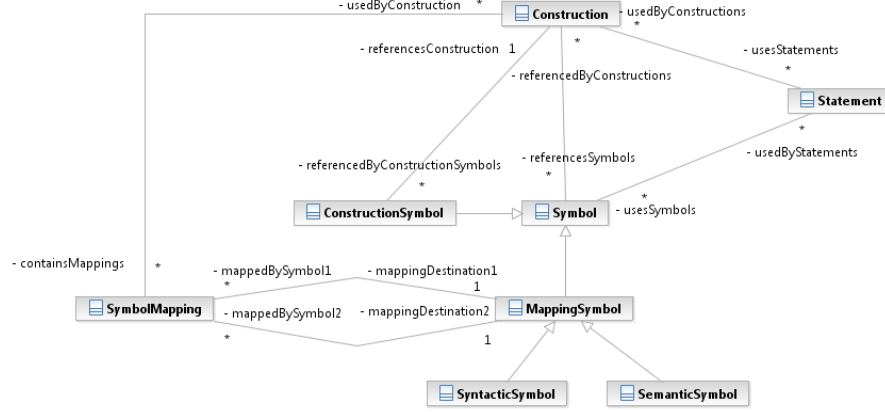 - usedByConstruction *
Construction
- usedByConstructions
*
- referencesConstruction 1
*
- usesStatements
*
- referencedByConstructions
Statement
*
- usedByStatements
- referencedByConstructionSymbols
*
- referencesSymbols
*
*
ConstructionSymbol
Symbol
- usesSymbols
- containsMappings *
- mappedBySymbol1
*
- mappingDestination1
1
SymbolMapping
- mappedBySymbol2
*
- mappingDestination2
1
MappingSymbol
SyntacticSymbol
SemanticSymbol